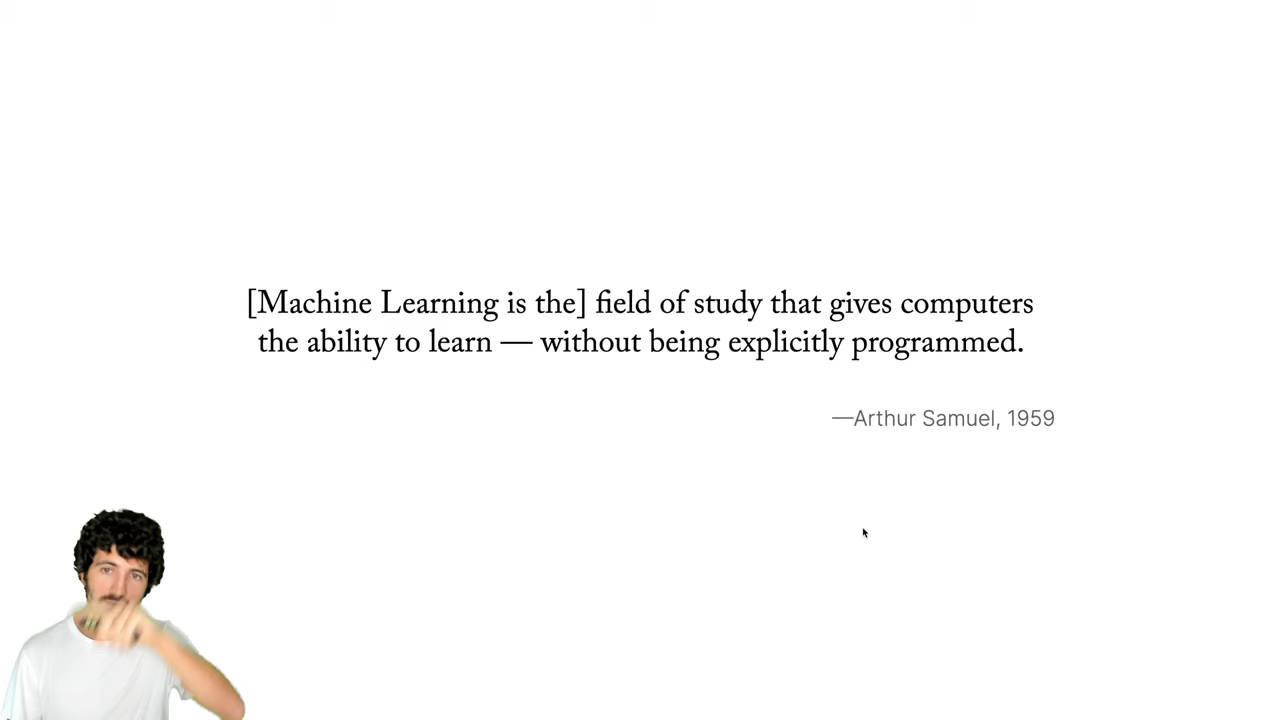 [Machine Learning is the] field of study that gives computers
the ability to learn — without being explicitly programmed.
—Arthur Samuel, 1959